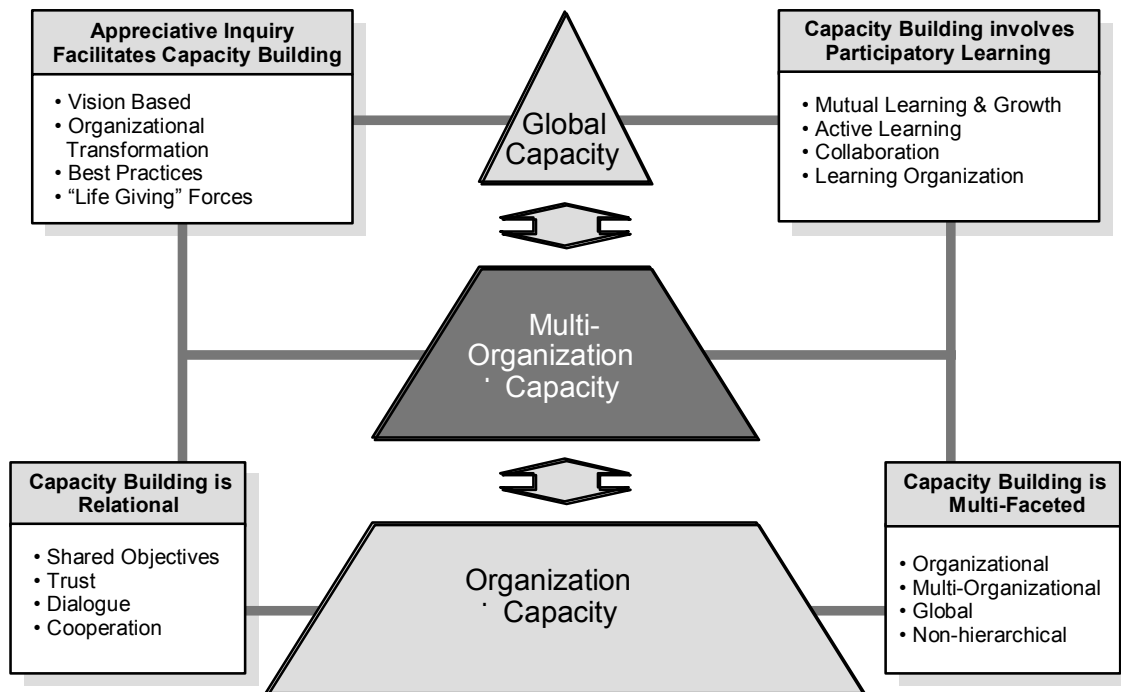 Appreciative Inquiry
Facilitates Capacity Building
• Vision Based
• Organizational
Transformation
• Best Practices
• “Life Giving” Forces
Global
Capacity
Capacity Building involves
Participatory Learning
• Mutual Learning & Growth
• Active Learning
• Collaboration
• Learning Organization
Multi-
Organization
Capacity
Capacity Building is
Relational
• Shared Objectives
• Trust
• Dialogue
• Cooperation
Organization
Capacity
Capacity Building is
Multi-Faceted
• Organizational
• Multi-Organizational
• Global
• Non-hierarchical